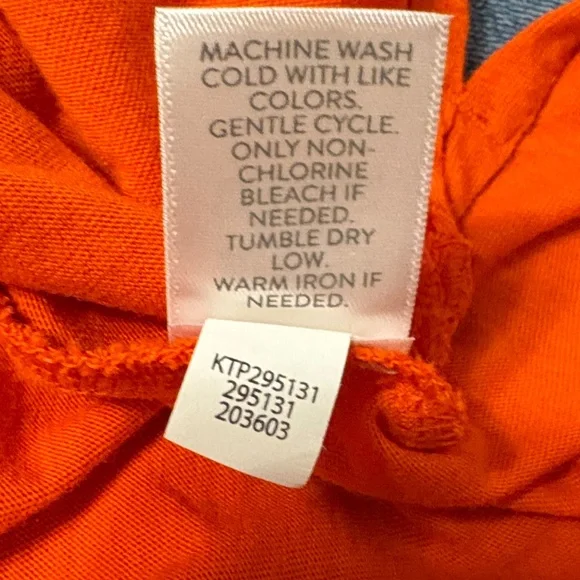 MACHINE WASH
COLD WITH LIKE
COLORS.
GENTLE CYCLE.
ONLY NON-
CHLORINE
BLEACH IF
NEEDED.
TUMBLE DRY
LOW.
WARM IRON IF
NEEDED.
KTP295131
295131
203603